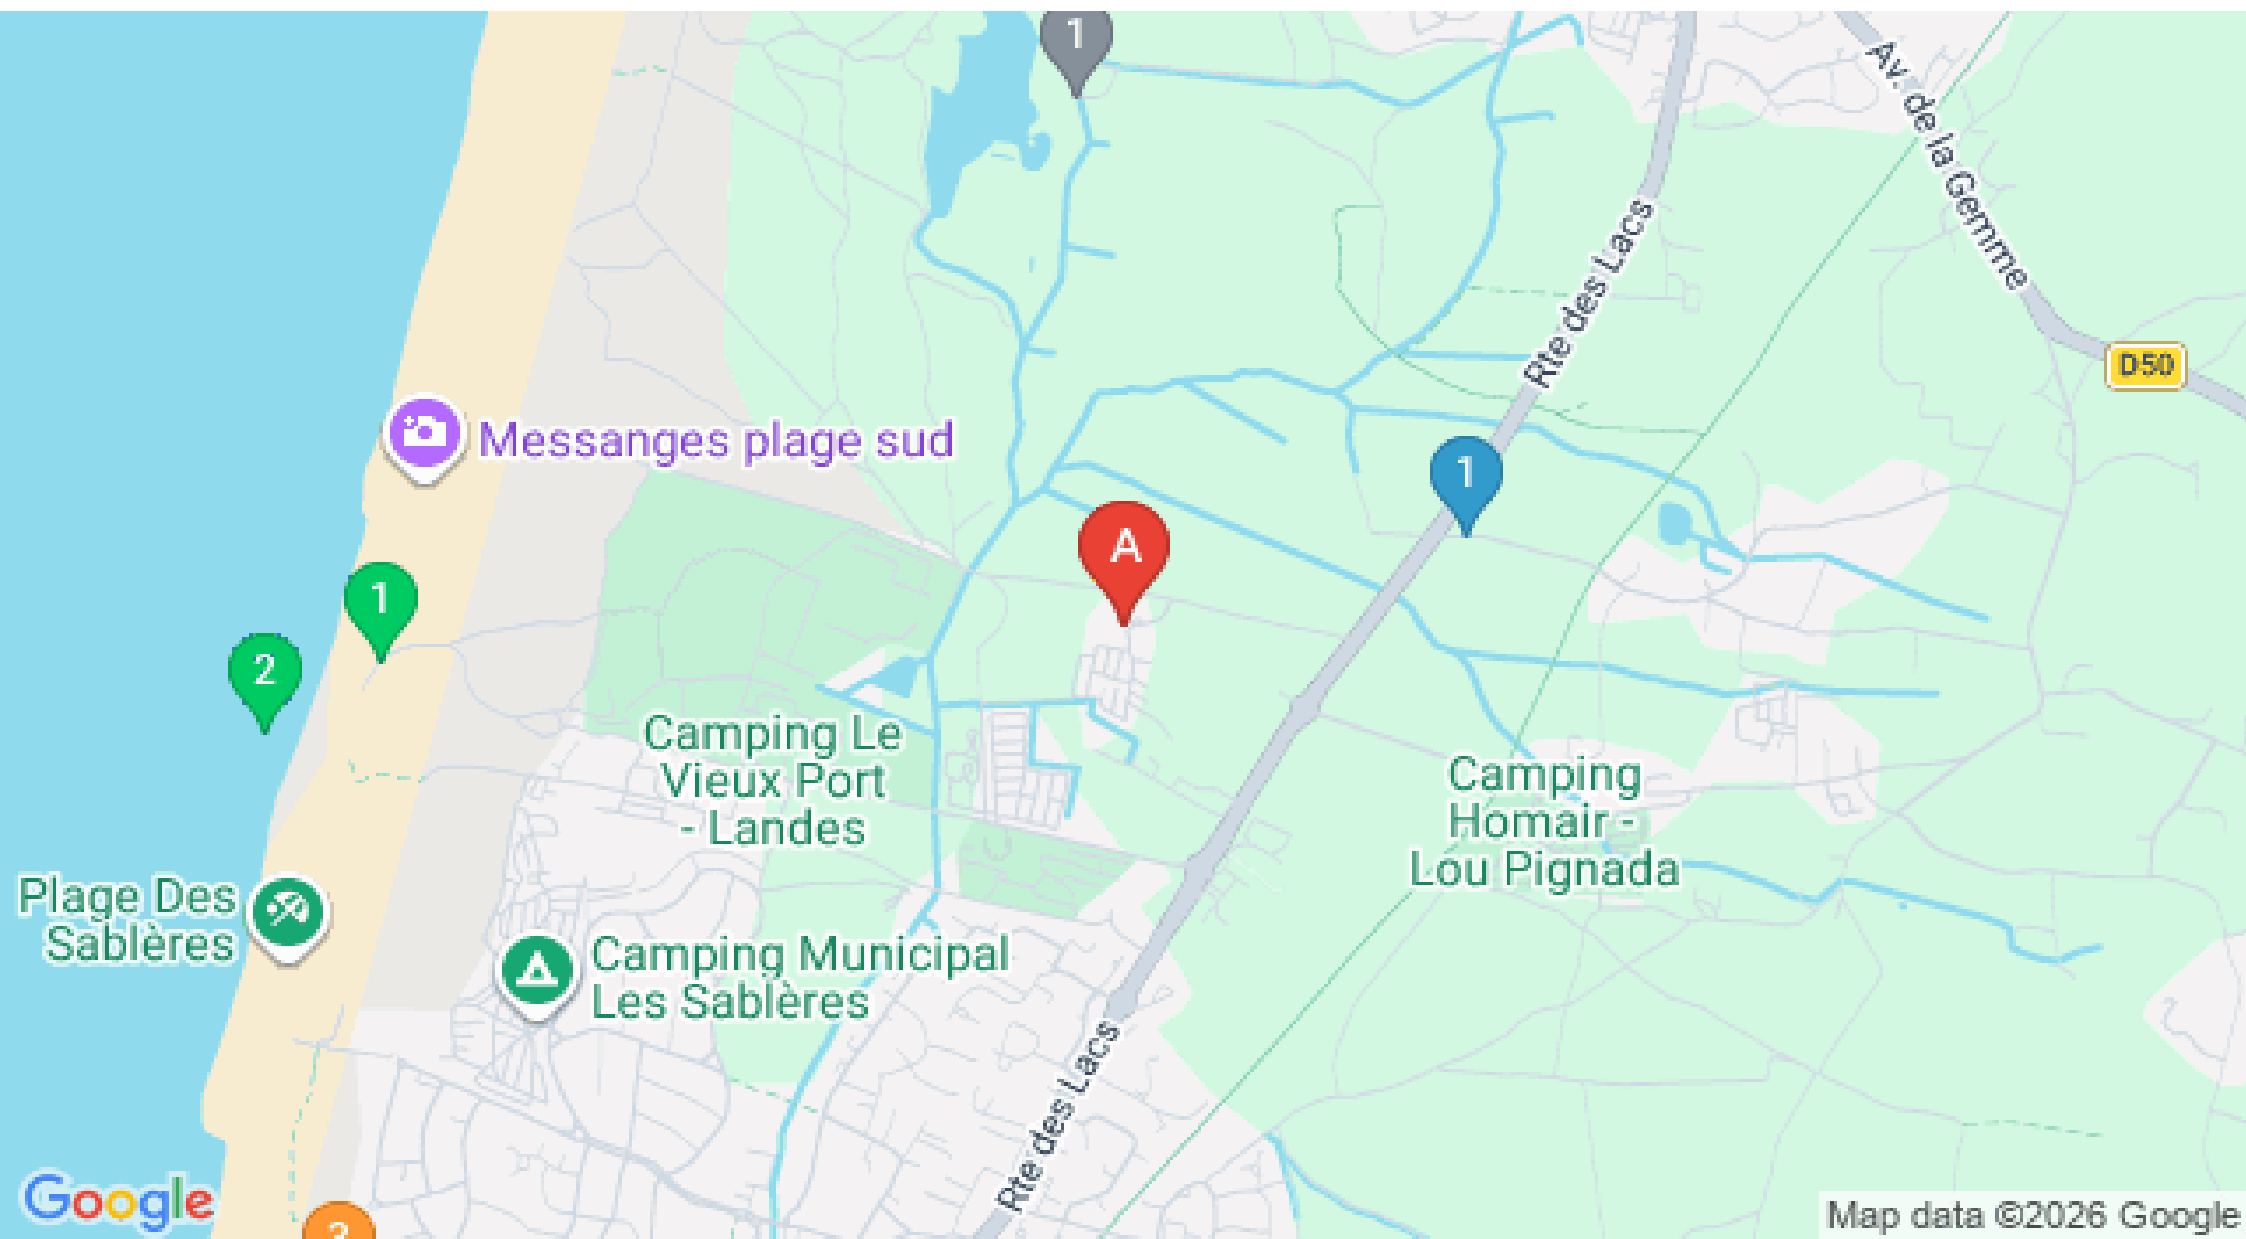 1
Av. de la Gemme
Rte des Lacs
D50
Messanges plage sud
1
A
1
2
Camping Le
Vieux Port
- Landes
Camping
Homair -
Lou Pignada
Plage Des
Sablères
Camping Municipal
Les Sablères
Rte des Lacs
Google
Map data ©2026 Google